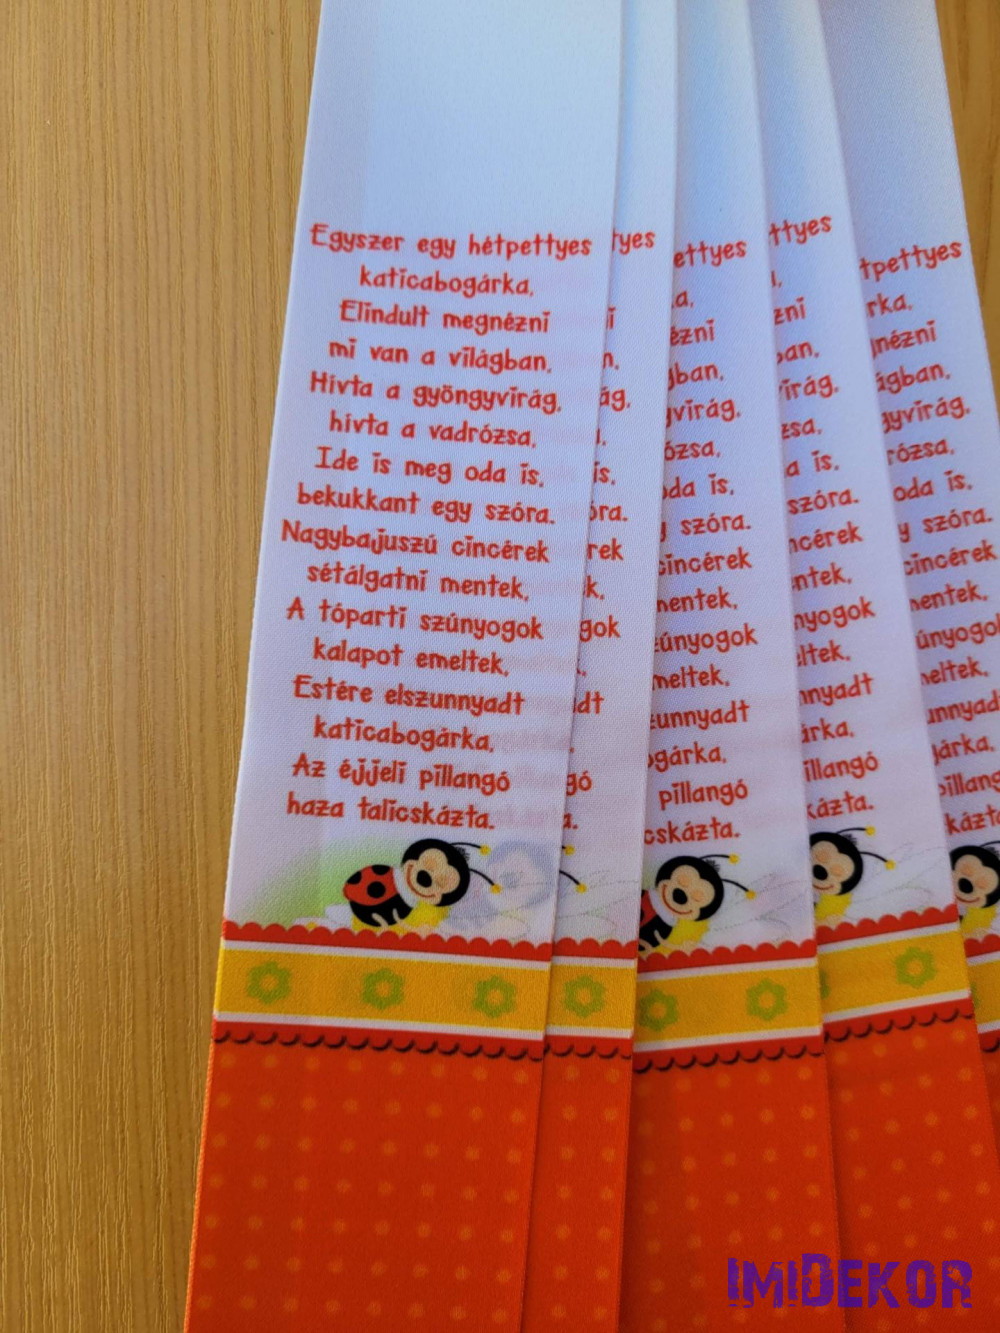 Egyszer egy hétpettyes
katicabogárka,
Elindult megnézni
mi van a világban,
Hívta a gyöngyvirág,
hívta a vadrózsa,
Ide is meg oda is,
bekukkant egy szóra.
Nagybajuszú cincérek
sétálgatni mentek,
A tóparti szúnyogok
kalapot emeltek,
Estére elszunnyadt
katicabogárka,
Az éjjeli pillangó
haza talicskázta.
IMIDEKOR